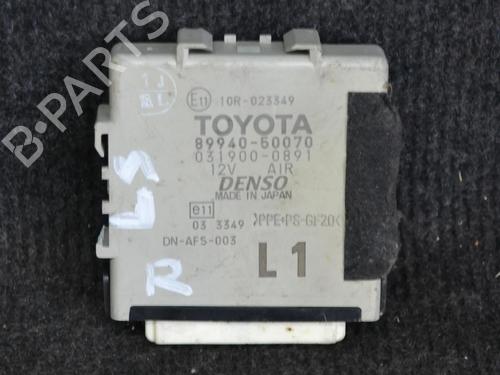 1J
L
E11 10R-023349
TOYOTA
89940-50070
031900-0891
12V AIR
DENSO
MADE IN JAPAN
e11 >PPE+PS-GF20<
03 3349
DN-AFS-003
L1
LS
R
B-PARTS